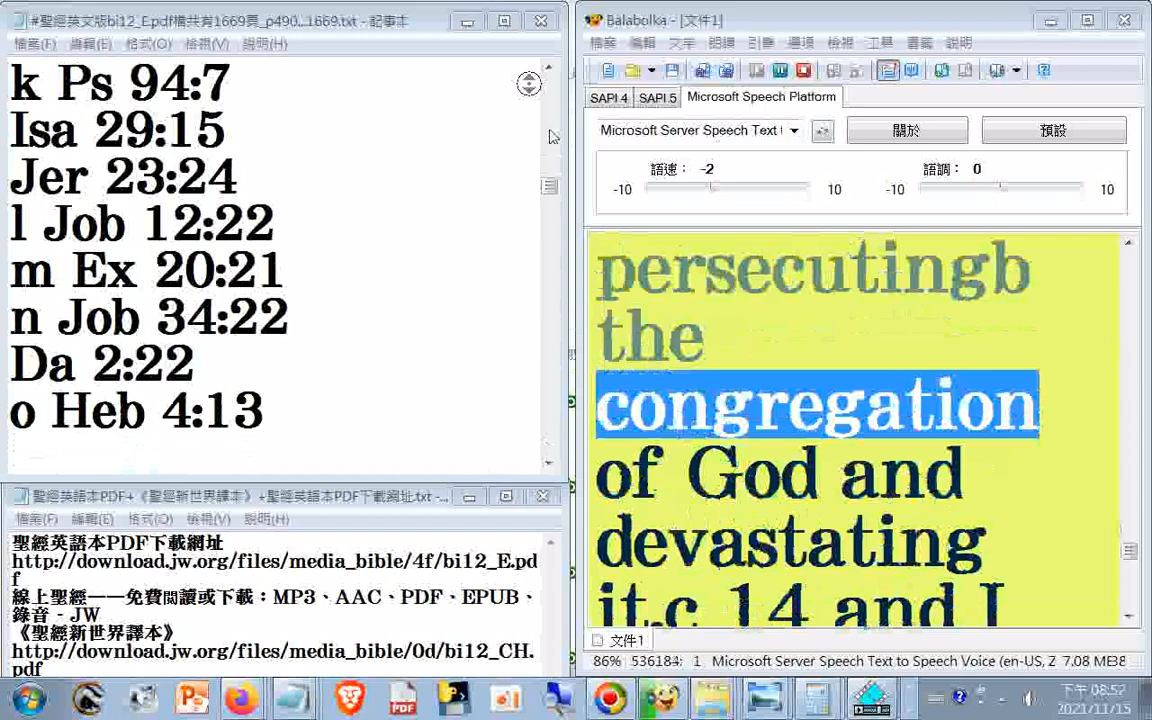 #聖經英文版bi12_E.pdf檔共有1669頁_p490...1669.txt - 記事本
檔案(F) 編輯(E) 格式(O) 檢視(V) 說明(H)
k Ps 94:7
Isa 29:15
Jer 23:24
l Job 12:22
m Ex 20:21
n Job 34:22
Da 2:22
o Heb 4:13
聖經英語本PDF+《聖經新世界譯本》+聖經英語本PDF下載網址.txt - ...
檔案(F) 編輯(E) 格式(O) 檢視(V) 說明(H)
聖經英語本PDF下載網址
http://download.jw.org/files/media_bible/4f/bi12_E.pd
f
線上聖經——免費閱讀或下載：MP3、AAC、PDF、EPUB、
錄音 - JW
《聖經新世界譯本》
http://download.jw.org/files/media_bible/0d/bi12_CH.
pdf
Balabolka - [文件1]
檔案 編輯 文字 朗讀 引擎 選項 檢視 工具 書籤 說明
SAPI 4 SAPI 5 Microsoft Speech Platform
Microsoft Server Speech Text 關於 預設
語速： -2 語調： 0
-10 10 -10 10
persecutingb
the
congregation
of God and
devastating
it.c 14 and I
文件1
86% 536184: 1 Microsoft Server Speech Text to Speech Voice (en-US, Z 7.08 MB
下午 08:52
2021/11/15